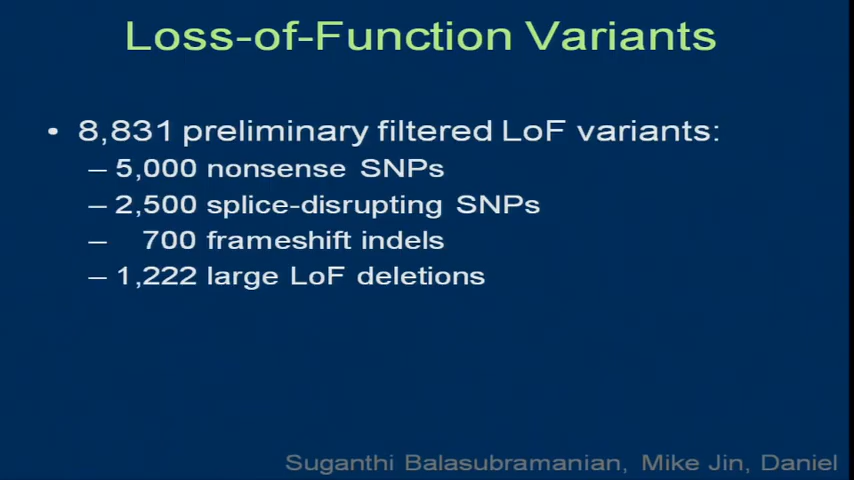 Loss-of-Function Variants
• 8,831 preliminary filtered LoF variants:
– 5,000 nonsense SNPs
– 2,500 splice-disrupting SNPs
– 700 frameshift indels
– 1,222 large LoF deletions
Suganthi Balasubramanian, Mike Jin, Daniel